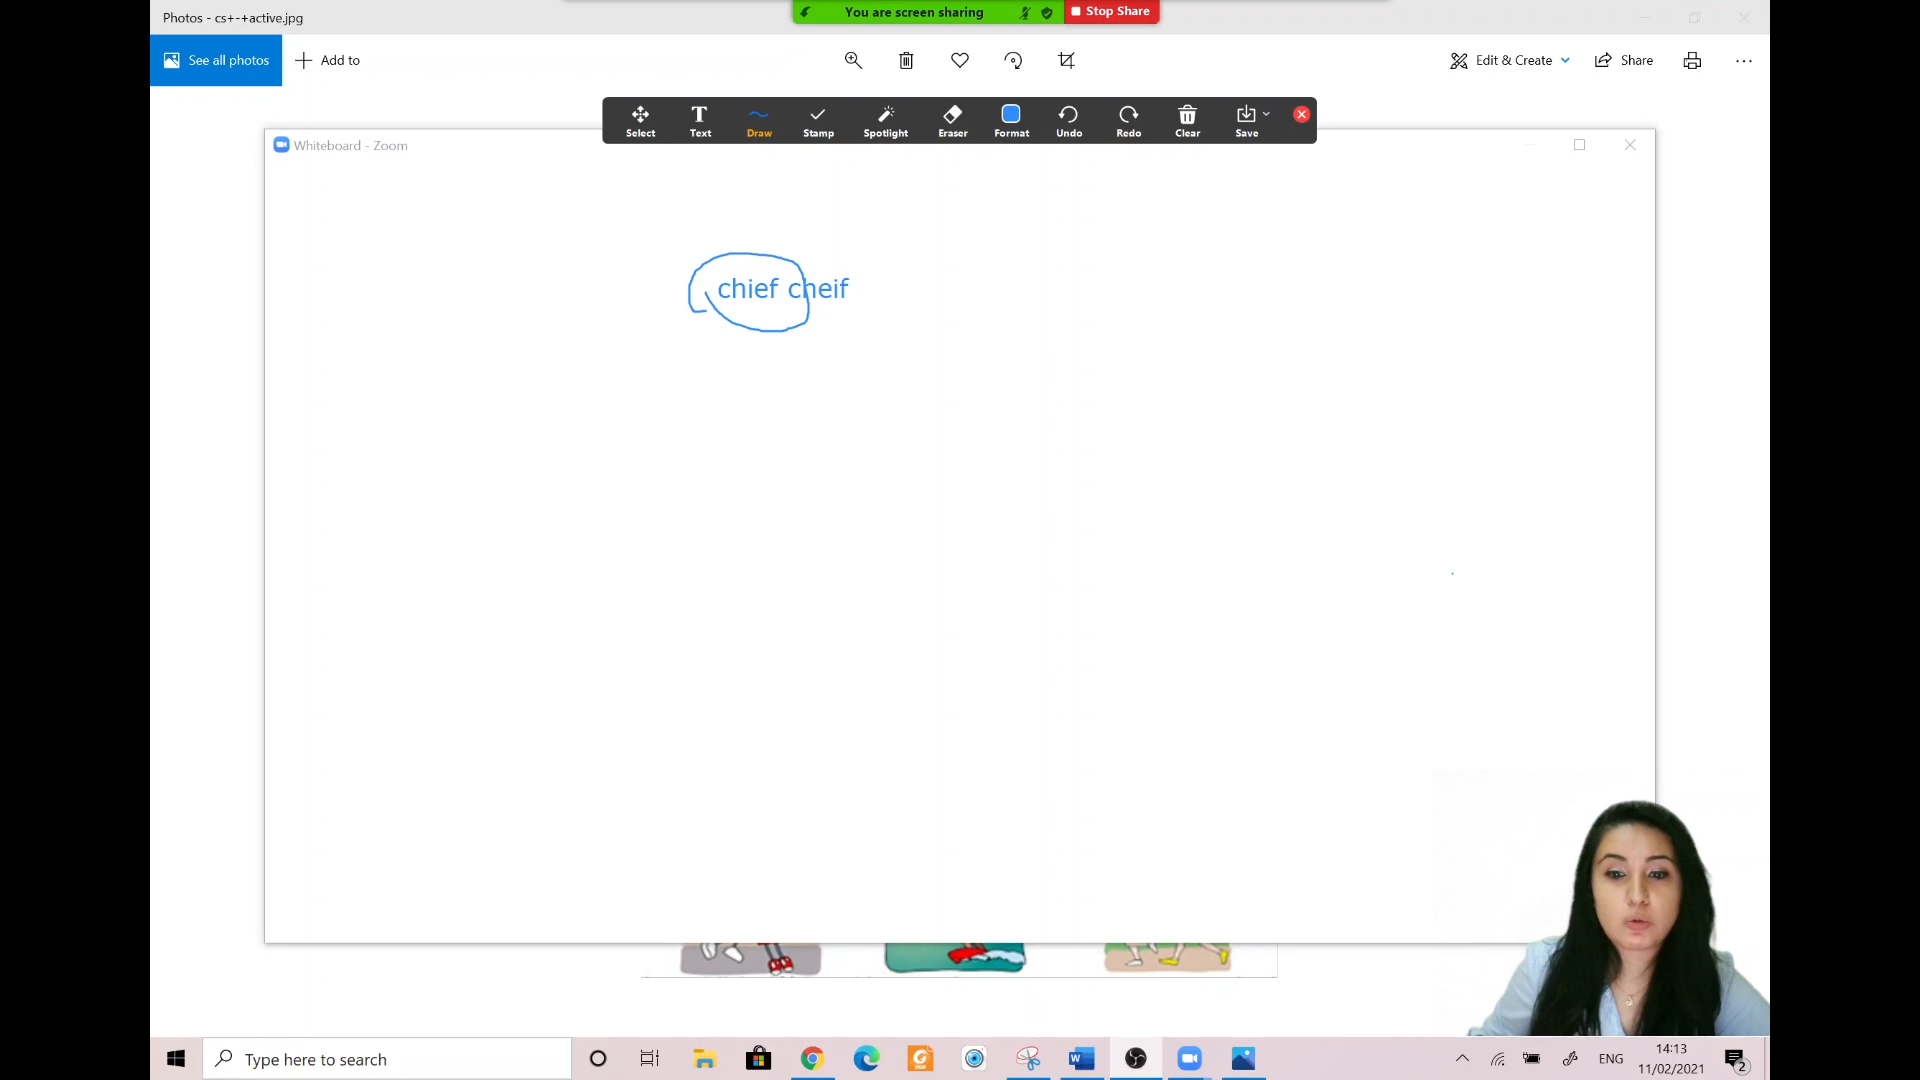 Photos - cs+-+active.jpg
You are screen sharing
Stop Share
See all photos
Add to
Edit & Create
Share
Select
Text
Draw
Stamp
Spotlight
Eraser
Format
Undo
Redo
Clear
Save
Whiteboard - Zoom
chief cheif
Type here to search
ENG
14:13
11/02/2021
2